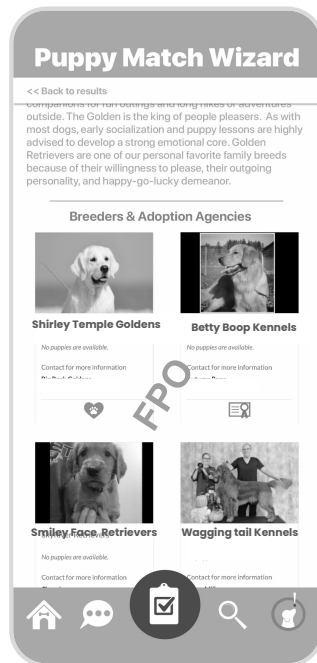 Puppy Match Wizard
<< Back to results
companions for fun outings and long hikes or adventures
outside. The Golden is the king of people pleasers. As with
most dogs, early socialization and puppy lessons are highly
advised to develop a strong emotional core. Golden
Retrievers are one of our personal favorite family breeds
because of their willingness to please, their outgoing
personality, and happy-go-lucky demeanor.
Breeders & Adoption Agencies
Shirley Temple Goldens
Betty Boop Kennels
No puppies are available.
No puppies are available.
Contact for more information
Contact for more information
FPO
Smiley Face Retrievers
Wagging tail Kennels
No puppies are available.
Contact for more information
Contact for more information